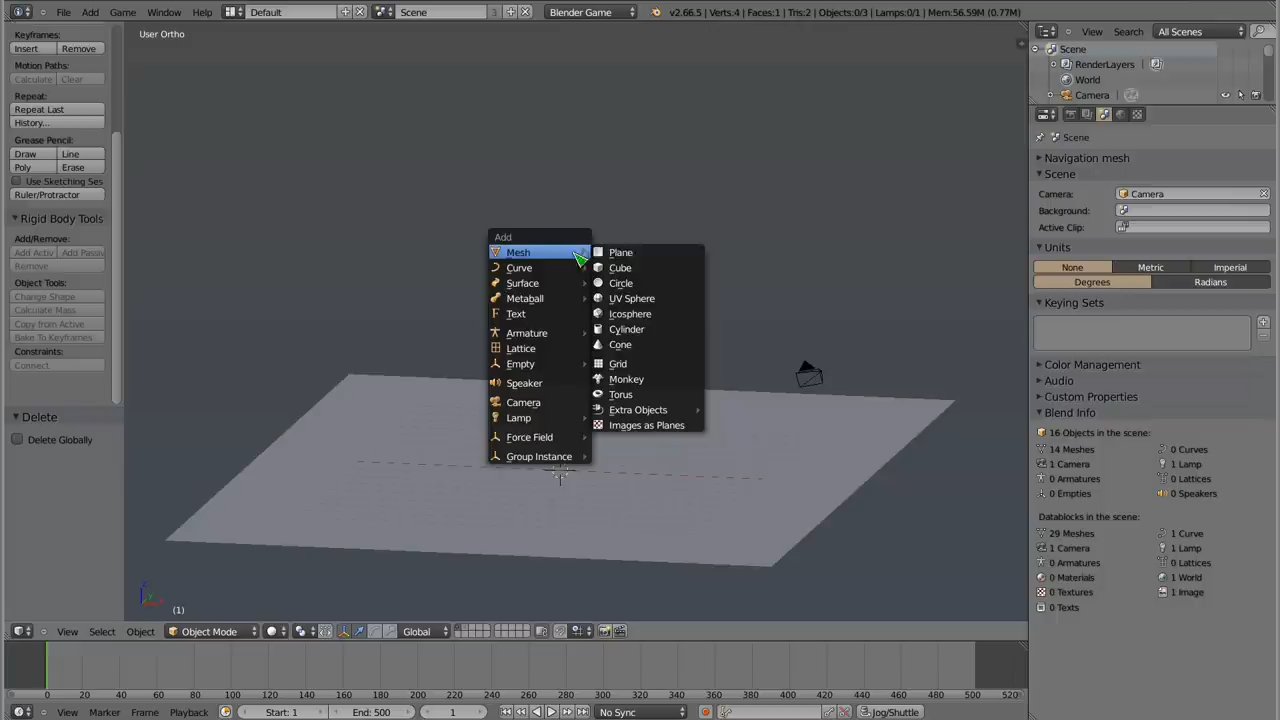 File Add Game Window Help Default Scene 3 Blender Game v2.66.5 | Verts:4 | Faces:1 | Tris:2 | Objects:0/3 | Lamps:0/1 | Mem:56.59M (0.77M)
Keyframes:
Insert Remove
Motion Paths:
Calculate Clear
Repeat:
Repeat Last
History...
Grease Pencil:
Draw Line
Poly Erase
Use Sketching Ses
Ruler/Protractor
Rigid Body Tools
Add/Remove:
Add Activ Add Passiv
Remove
Object Tools:
Change Shape
Calculate Mass
Copy from Active
Bake To Keyframes
Constraints:
Connect
Delete
Delete Globally
User Ortho
Add
Mesh
Curve
Surface
Metaball
Text
Armature
Lattice
Empty
Speaker
Camera
Lamp
Force Field
Group Instance
Plane
Cube
Circle
UV Sphere
Icosphere
Cylinder
Cone
Grid
Monkey
Torus
Extra Objects
Images as Planes
z
y
x
(1)
View Select Object Object Mode Global
View Search All Scenes
Scene
RenderLayers
World
Camera
Scene
Navigation mesh
Scene
Camera: Camera
Background:
Active Clip:
Units
None Metric Imperial
Degrees Radians
Keying Sets
Color Management
Audio
Custom Properties
Blend Info
16 Objects in the scene:
14 Meshes 0 Curves
1 Camera 1 Lamp
0 Armatures 0 Lattices
0 Empties 0 Speakers
Datablocks in the scene:
29 Meshes 1 Curve
1 Camera 1 Lamp
0 Armatures 0 Lattices
0 Materials 1 World
0 Textures 1 Image
0 Texts
0 20 40 60 80 100 120 140 160 180 200 220 240 260 280 300 320 340 360 380 400 420 440 460 480 500 520
View Marker Frame Playback Start: 1 End: 500 1 No Sync Jog/Shuttle